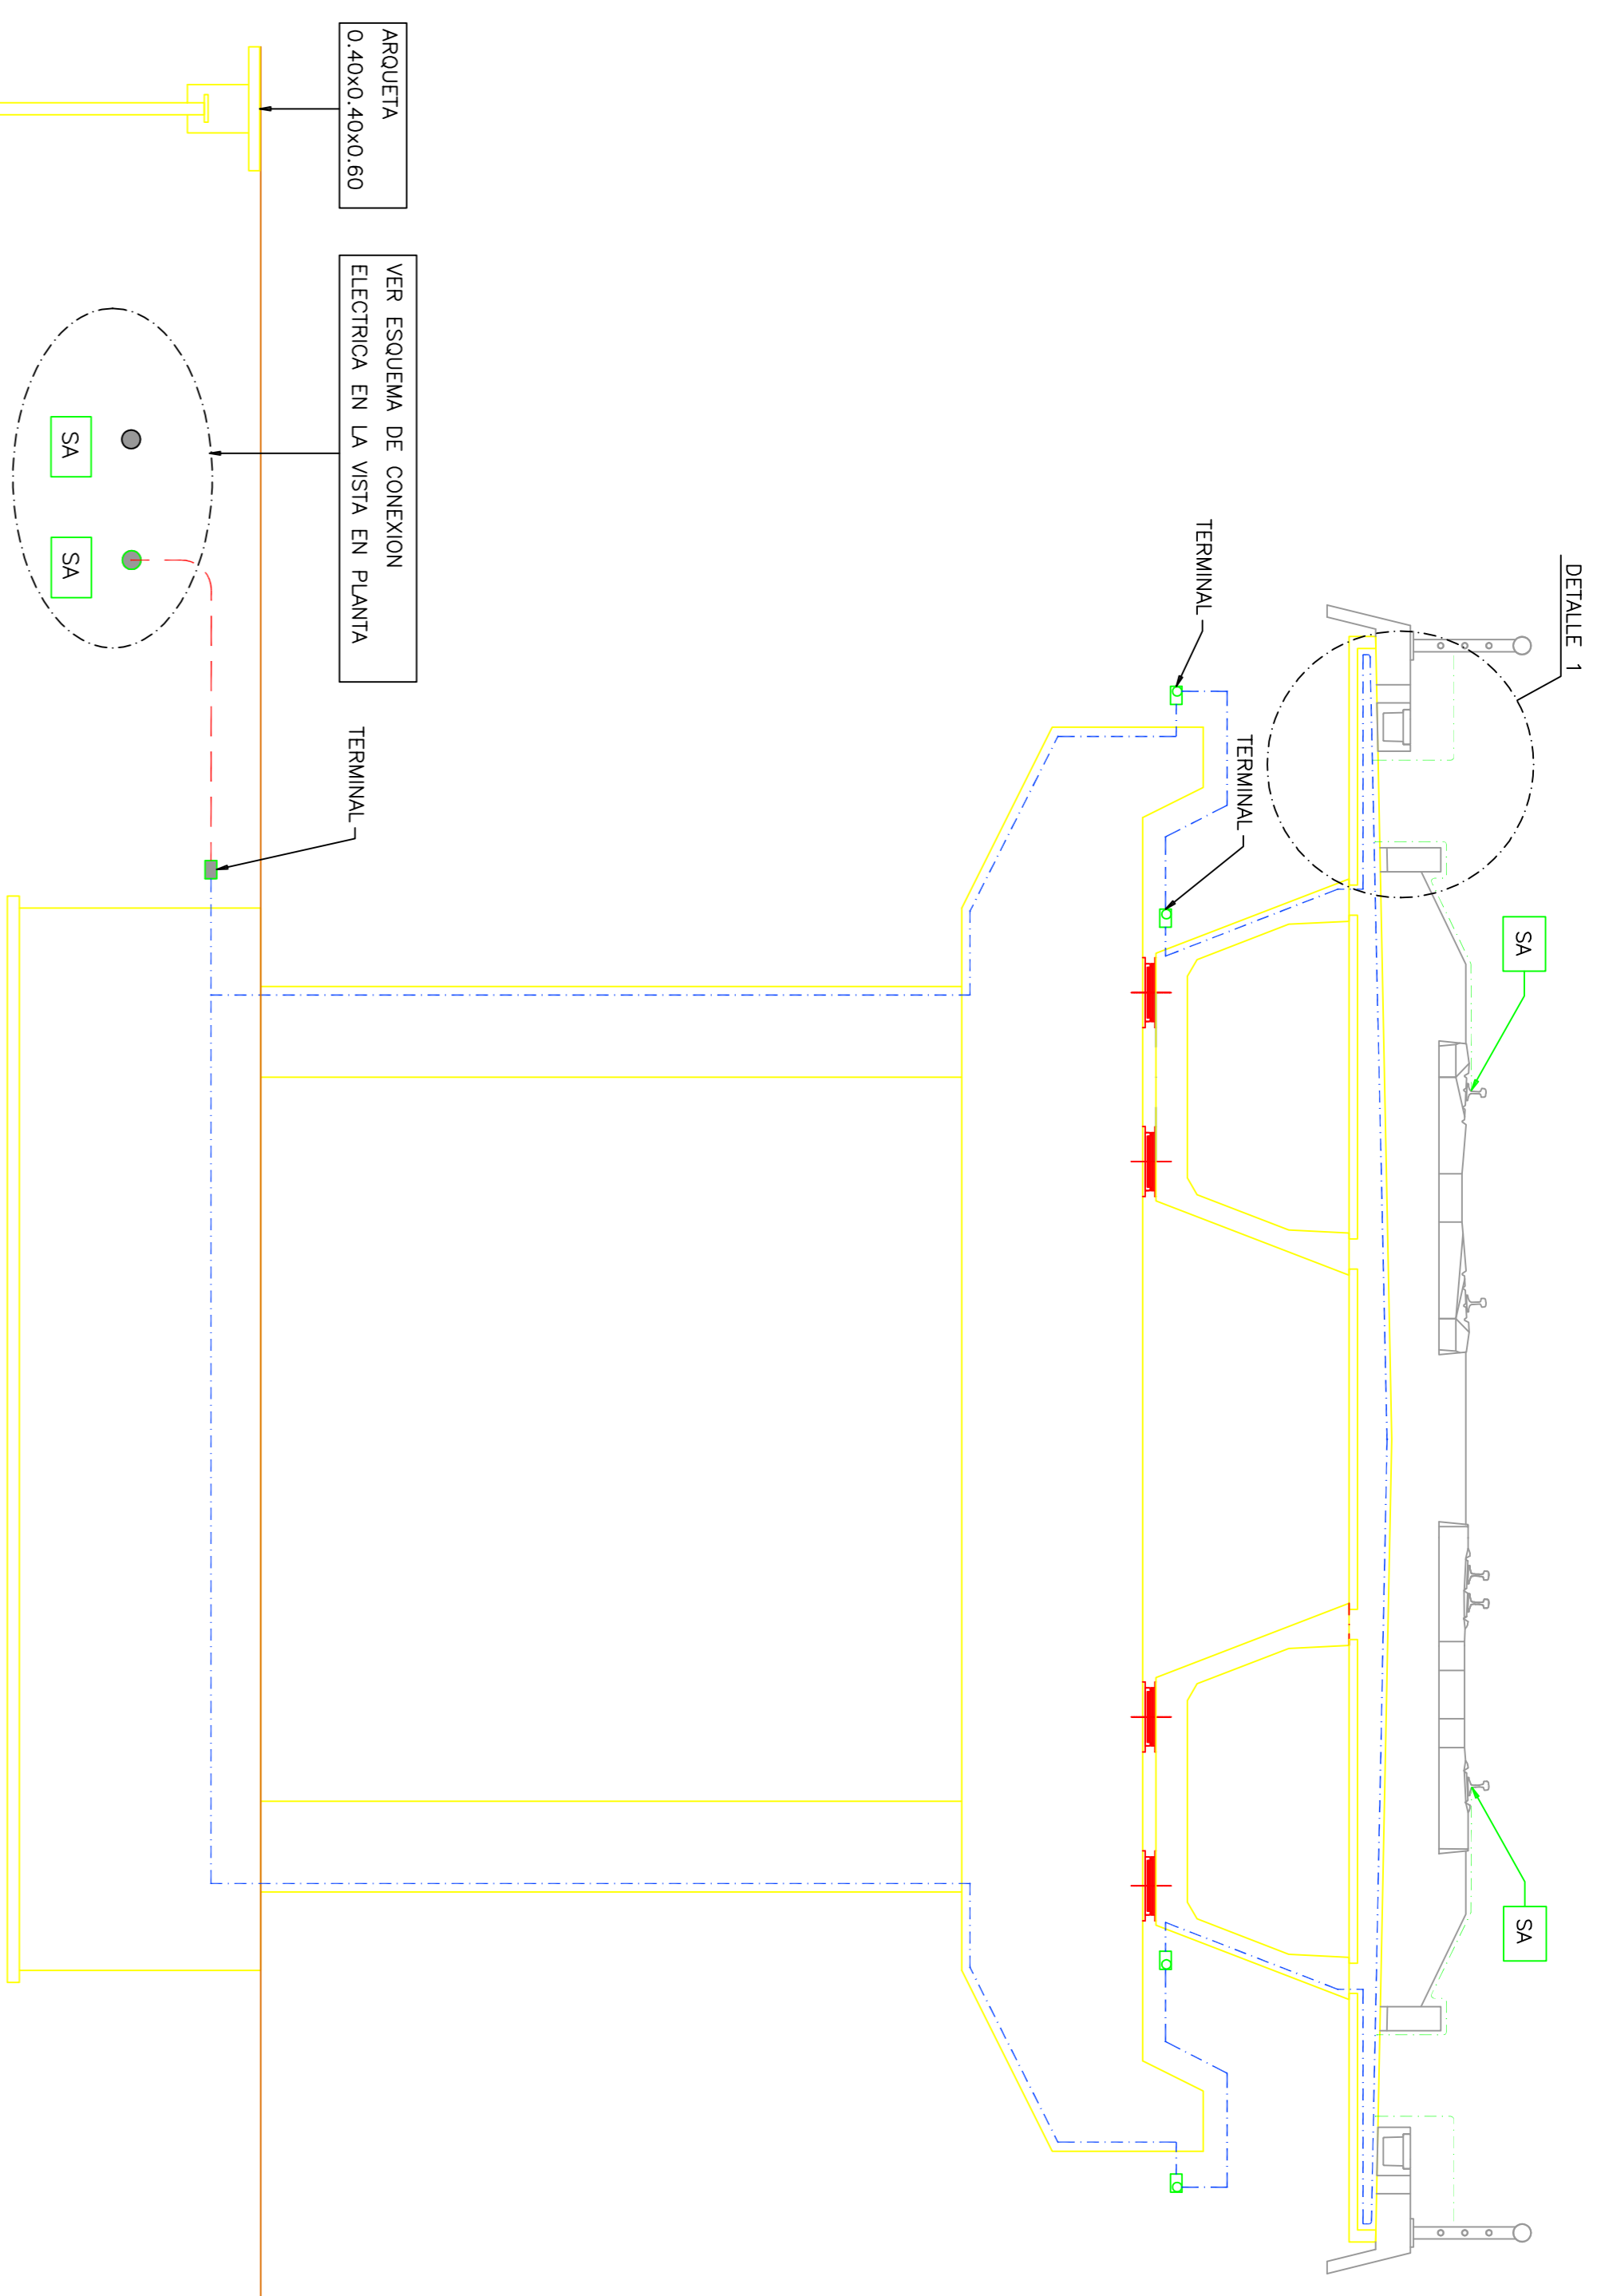 DETALLE 1
SA
SA
TERMINAL
TERMINAL
ARQUETA
0.40x0.40x0.60
VER ESQUEMA DE CONEXION
ELECTRICA EN LA VISTA EN PLANTA
TERMINAL
SA
SA